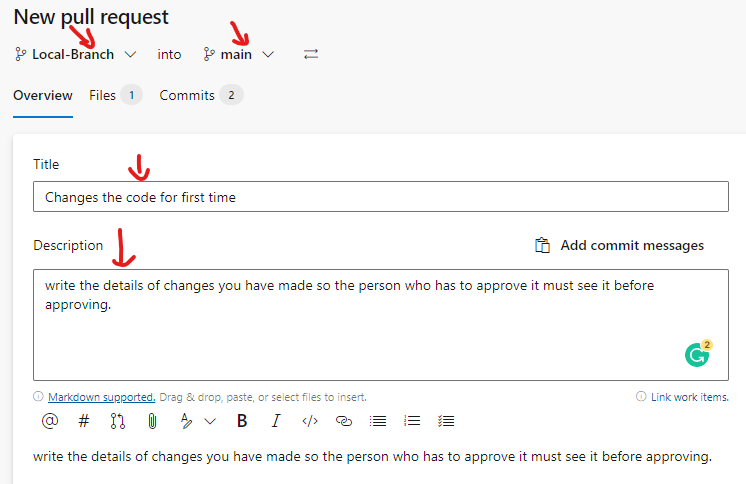 New pull request
Local-Branch into main
Overview Files 1 Commits 2
Title
Changes the code for first time
Description Add commit messages
write the details of changes you have made so the person who has to approve it must see it before
approving.
2
Markdown supported. Drag & drop, paste, or select files to insert. Link work items.
@ # A B I </>
write the details of changes you have made so the person who has to approve it must see it before approving.